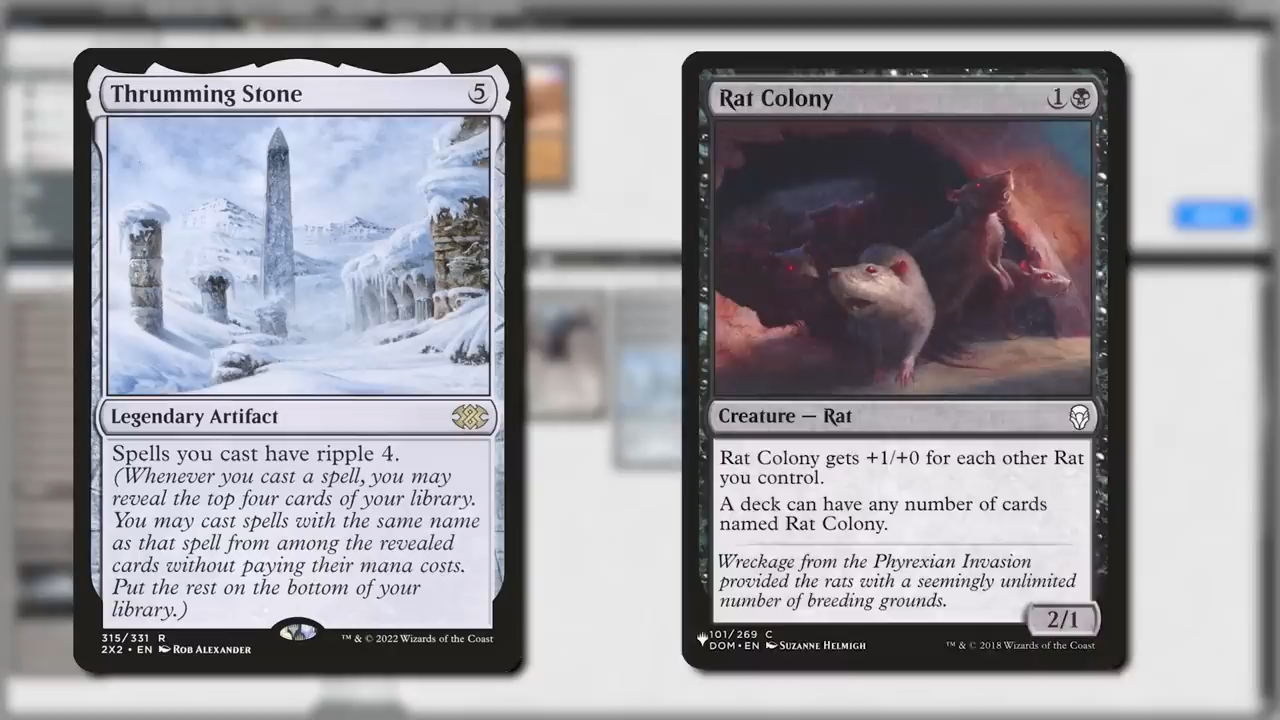 Thrumming Stone 5
Legendary Artifact
Spells you cast have ripple 4.
(Whenever you cast a spell, you may
reveal the top four cards of your library.
You may cast spells with the same name
as that spell from among the revealed
cards without paying their mana costs.
Put the rest on the bottom of your
library.)
315/331 R
2X2 • EN ROB ALEXANDER
™ & © 2022 Wizards of the Coast
Rat Colony 1
Creature — Rat
Rat Colony gets +1/+0 for each other Rat
you control.
A deck can have any number of cards
named Rat Colony.
Wreckage from the Phyrexian Invasion
provided the rats with a seemingly unlimited
number of breeding grounds.
2/1
101/269 C
DOM • EN SUZANNE HELMIGH
™ & © 2018 Wizards of the Coast